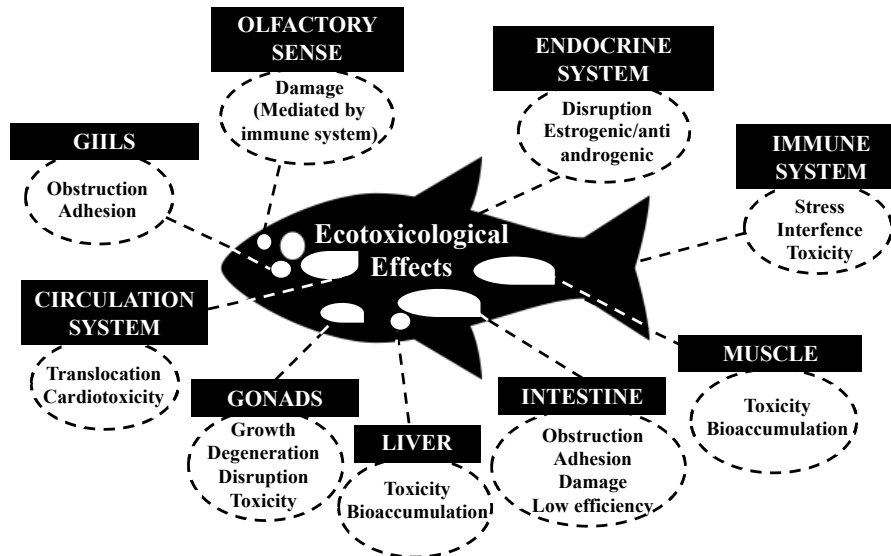 OLFACTORY
SENSE
Damage
(Mediated by
immune system)
ENDOCRINE
SYSTEM
Disruption
Estrogenic/anti
androgenic
GIILS
Obstruction
Adhesion
IMMUNE
SYSTEM
Stress
Interfence
Toxicity
Ecotoxicological
Effects
CIRCULATION
SYSTEM
Translocation
Cardiotoxicity
GONADS
Growth
Degeneration
Disruption
Toxicity
LIVER
Toxicity
Bioaccumulation
INTESTINE
Obstruction
Adhesion
Damage
Low efficiency
MUSCLE
Toxicity
Bioaccumulation